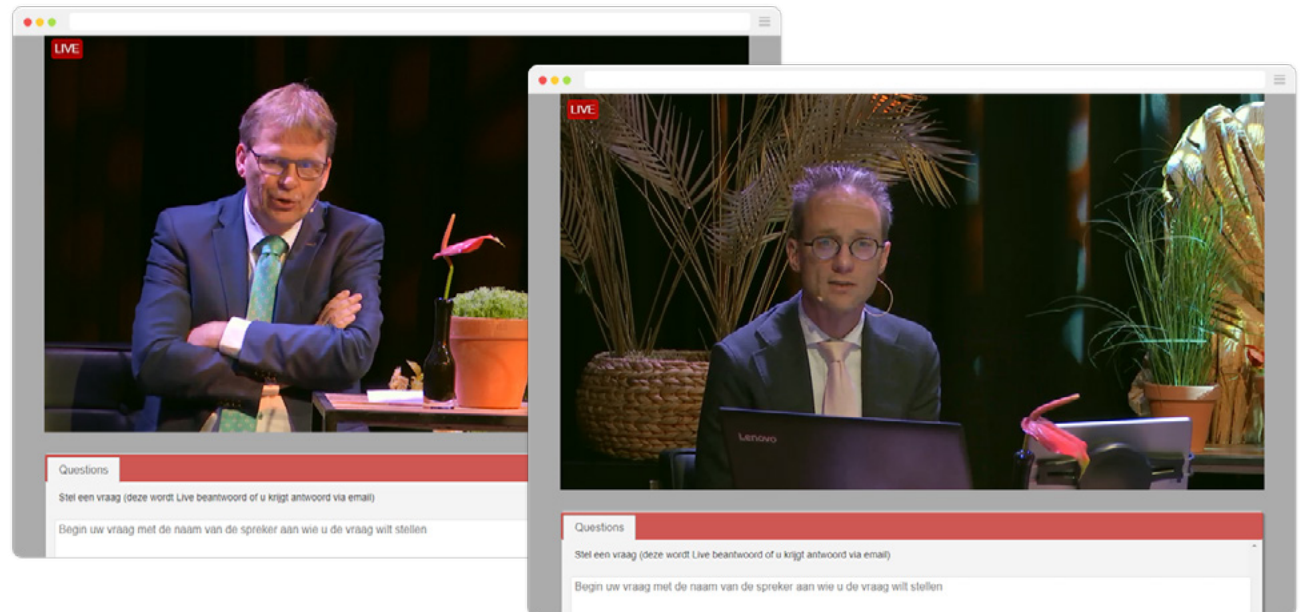 LIVE
Questions
Stel een vraag (deze wordt Live beantwoord of u krijgt antwoord via email)
Begin uw vraag met de naam van de spreker aan wie u de vraag wilt stellen
LIVE
Lenovo
Questions
Stel een vraag (deze wordt Live beantwoord of u krijgt antwoord via email)
Begin uw vraag met de naam van de spreker aan wie u de vraag wilt stellen